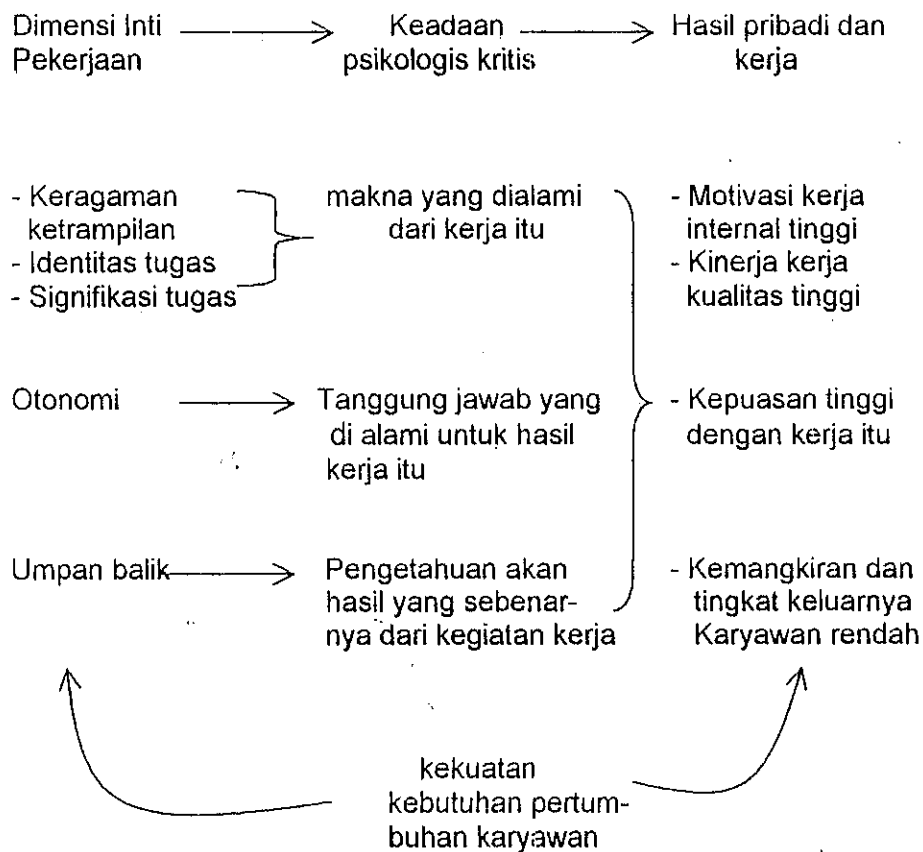 Dimensi Inti
Pekerjaan
Keadaan
psikologis kritis
Hasil pribadi dan
kerja
- Keragaman
ketrampilan
- Identitas tugas
- Signifikasi tugas
makna yang dialami
dari kerja itu
- Motivasi kerja
internal tinggi
- Kinerja kerja
kualitas tinggi
Otonomi
Tanggung jawab yang
di alami untuk hasil
kerja itu
- Kepuasan tinggi
dengan kerja itu
Umpan balik
Pengetahuan akan
hasil yang sebenar-
nya dari kegiatan kerja
- Kemangkiran dan
tingkat keluarnya
Karyawan rendah
kekuatan
kebutuhan pertum-
buhan karyawan